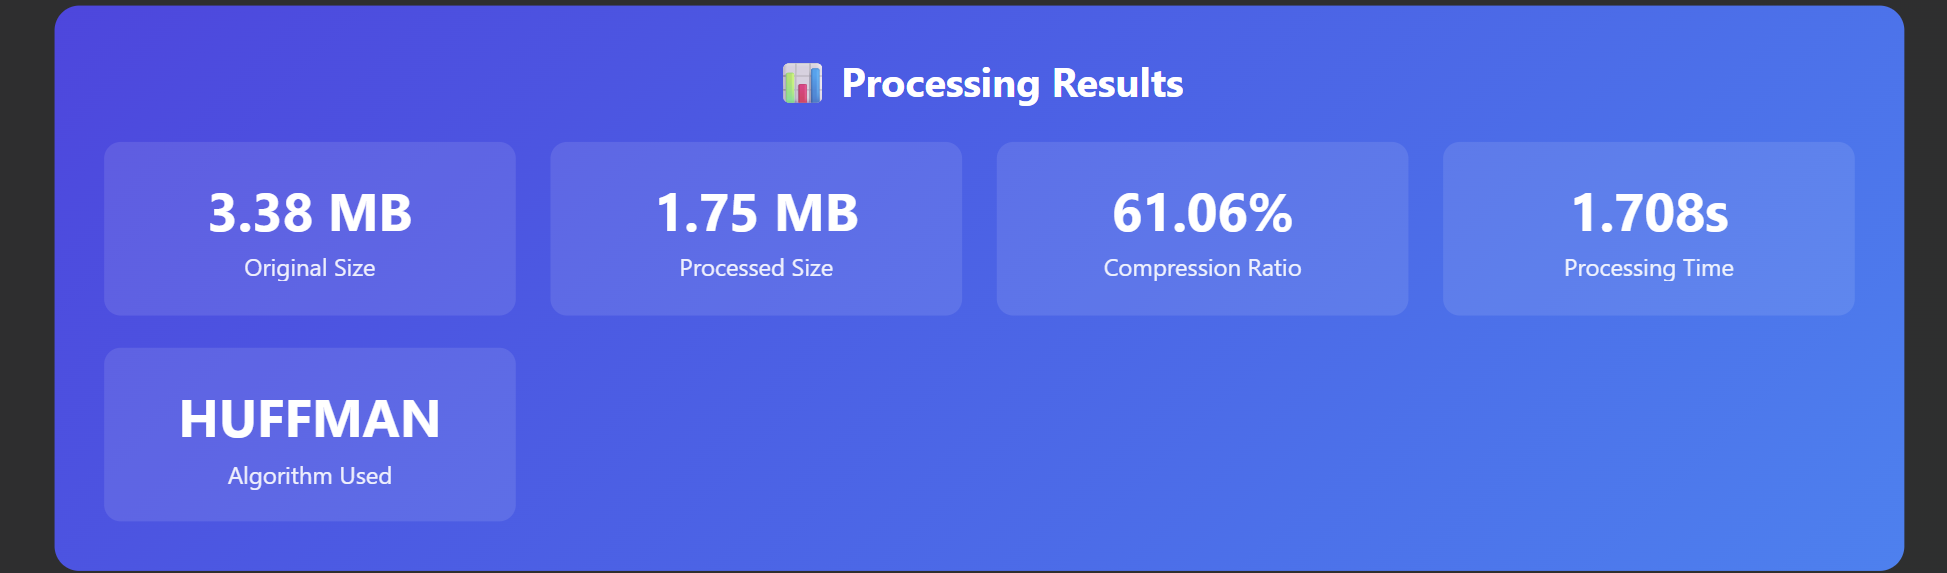 Processing Results
3.38 MB
Original Size
1.75 MB
Processed Size
61.06%
Compression Ratio
1.708s
Processing Time
HUFFMAN
Algorithm Used